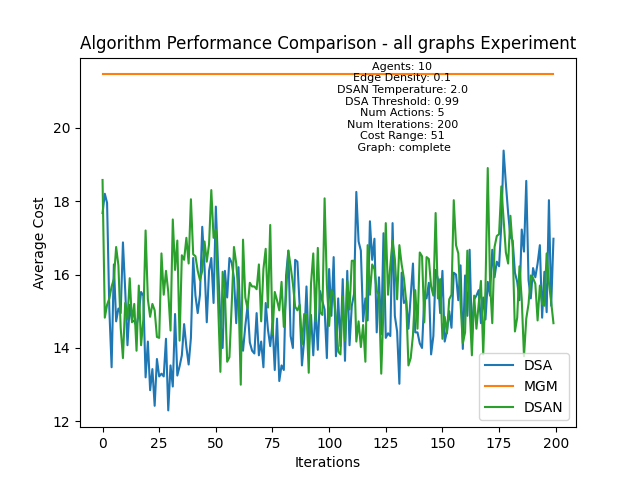 Algorithm Performance Comparison - all graphs Experiment
Agents: 10
Edge Density: 0.1
DSAN Temperature: 2.0
DSA Threshold: 0.99
Num Actions: 5
Num Iterations: 200
Cost Range: 51
Graph: complete
Average Cost
20
18
16
14
12
DSA
MGM
DSAN
0 25 50 75 100 125 150 175 200
Iterations